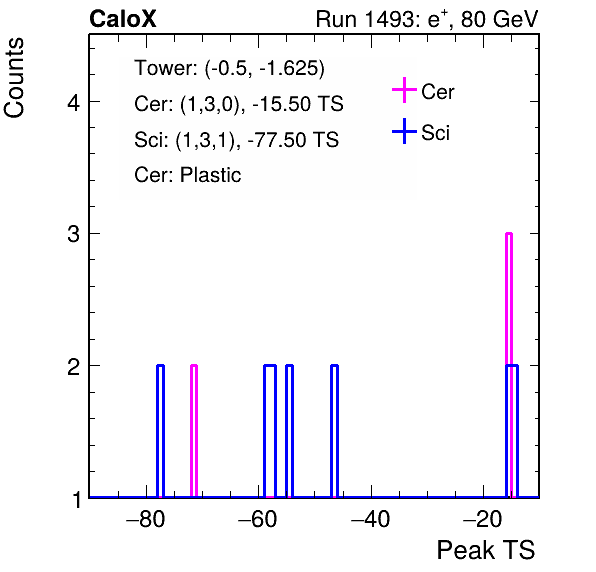 CaloX Run 1493: e⁺, 80 GeV
Counts
Tower: (-0.5, -1.625)
Cer: (1,3,0), -15.50 TS
Sci: (1,3,1), -77.50 TS
Cer: Plastic
Cer
Sci
4
3
2
1
−80 −60 −40 −20
Peak TS